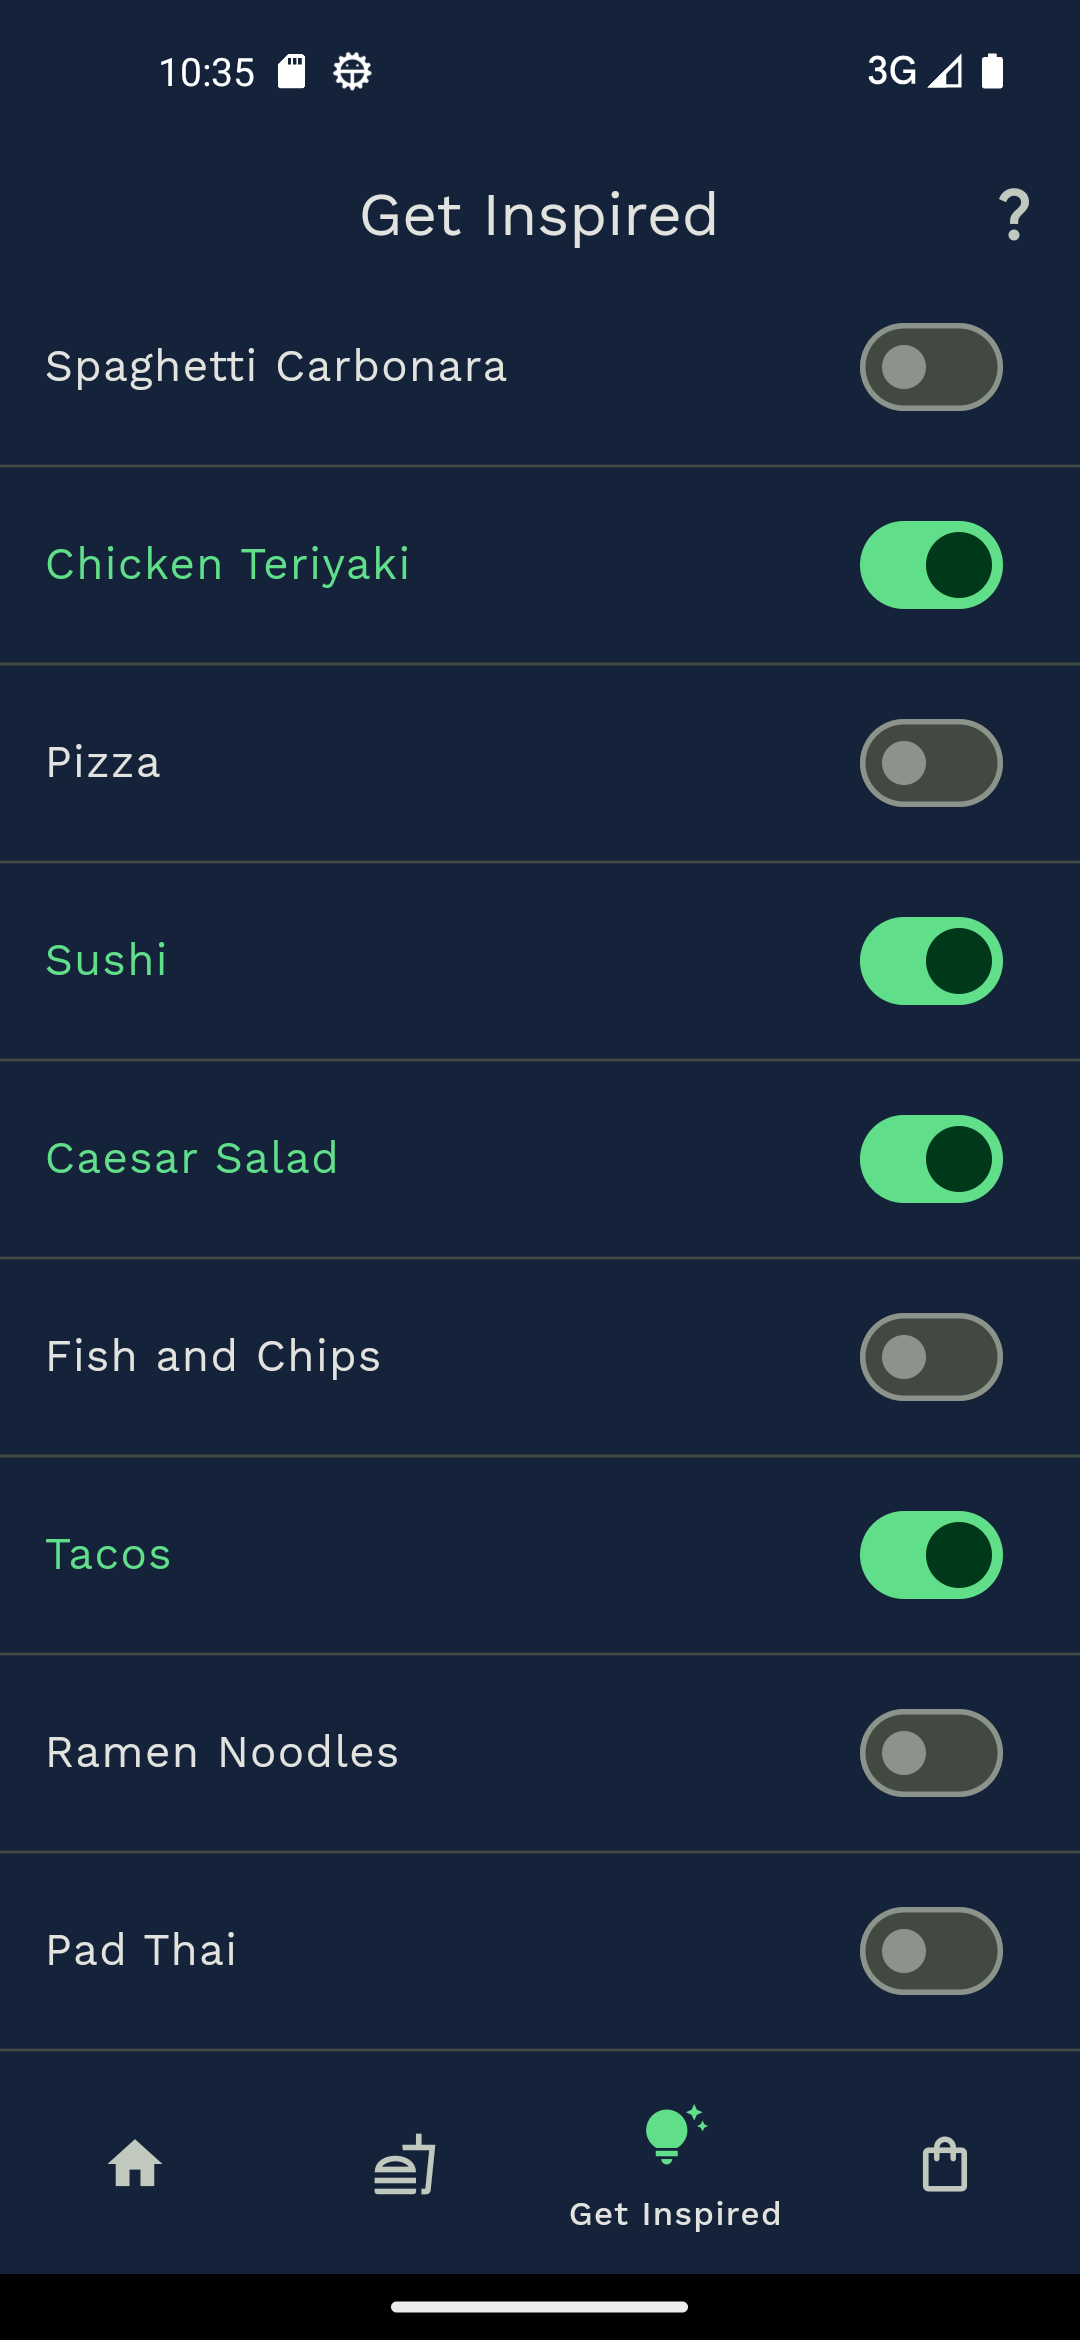 10:35
3G
Get Inspired
?
Spaghetti Carbonara
Chicken Teriyaki
Pizza
Sushi
Caesar Salad
Fish and Chips
Tacos
Ramen Noodles
Pad Thai
Get Inspired